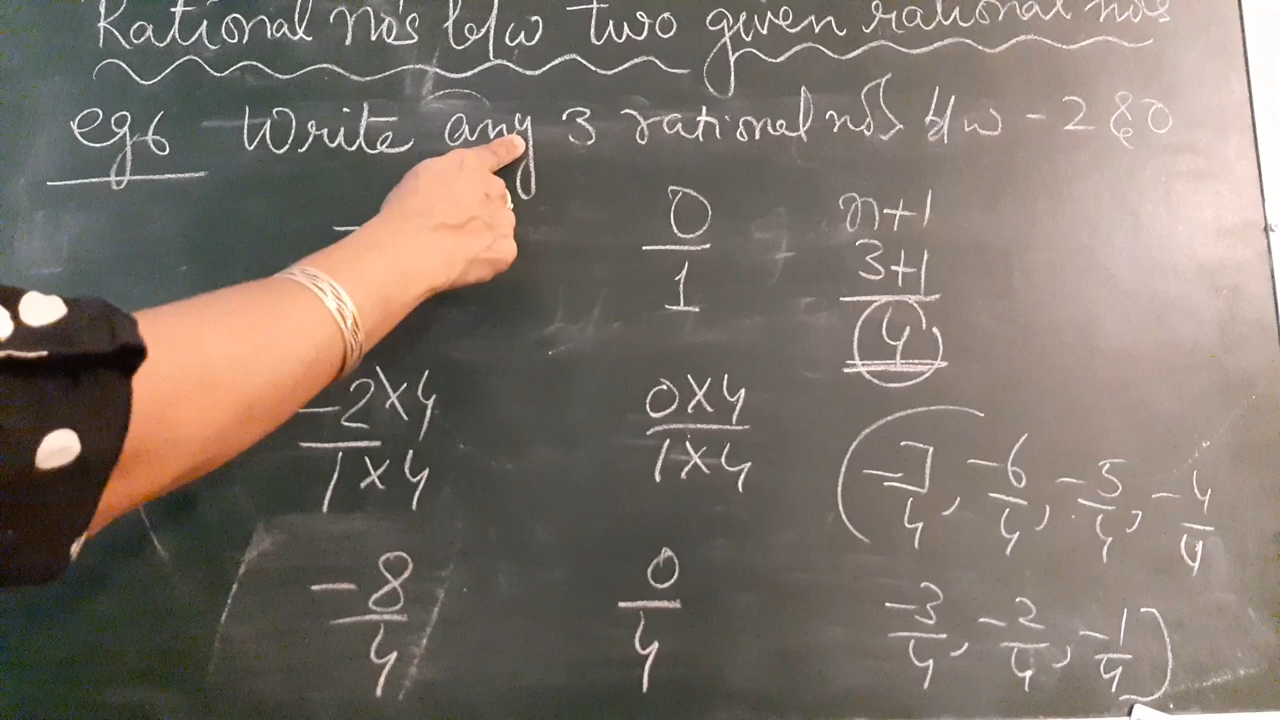 Rational no's b/w two given rational no's
eg6 Write any 3 rational no's b/w -2 & 0
0/1
n+1
3+1
4
-2×4/1×4
0×4/1×4
(-7/4, -6/4, -5/4, -4/4
-8/4
0/4
-3/4, -2/4, -1/4)